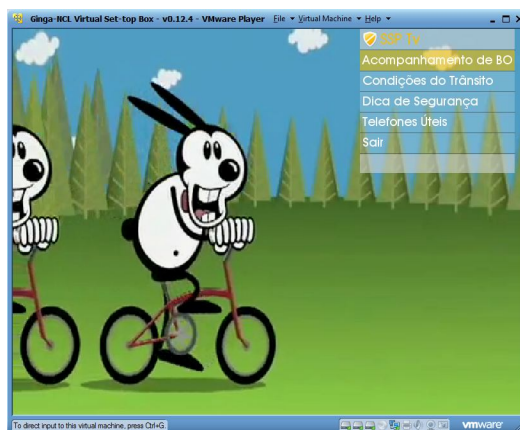 Ginga-NCL Virtual Set-top Box - v0.12.4 - VMware Player File Virtual Machine Help
SSP Tv
Acompanhamento de BO
Condições do Trânsito
Dica de Segurança
Telefones Úteis
Sair
To direct input to this virtual machine, press Ctrl+G.
vmware